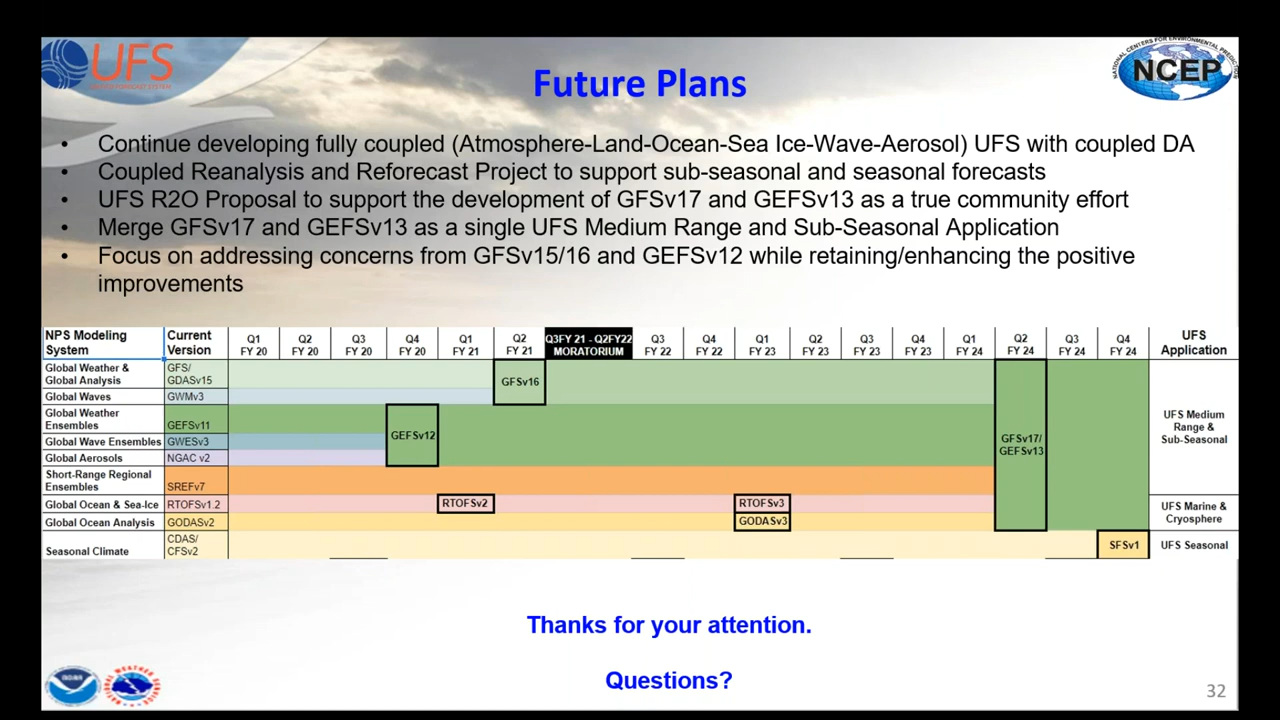 UFS
NATIONAL CENTERS FOR ENVIRONMENTAL PREDICTION
NCEP
Future Plans
• Continue developing fully coupled (Atmosphere-Land-Ocean-Sea Ice-Wave-Aerosol) UFS with coupled DA
• Coupled Reanalysis and Reforecast Project to support sub-seasonal and seasonal forecasts
• UFS R2O Proposal to support the development of GFSv17 and GEFSv13 as a true community effort
• Merge GFSv17 and GEFSv13 as a single UFS Medium Range and Sub-Seasonal Application
• Focus on addressing concerns from GFSv15/16 and GEFSv12 while retaining/enhancing the positive
improvements
NPS Modeling System Current Version Q1 FY 20 Q2 FY 20 Q3 FY 20 Q4 FY 20 Q1 FY 21 Q2 FY 21 Q3FY 21 - Q2FY22 MORATORIUM Q3 FY 22 Q4 FY 22 Q1 FY 23 Q2 FY 23 Q3 FY 23 Q4 FY 23 Q1 FY 24 Q2 FY 24 Q3 FY 24 Q4 FY 24 UFS Application
Global Weather & Global Analysis GFS/ GDASv15 GFSv16
Global Waves GWMv3
Global Weather Ensembles GEFSv11 GEFSv12 GFSv17/ GEFSv13 UFS Medium Range & Sub-Seasonal
Global Wave Ensembles GWESv3
Global Aerosols NGAC v2
Short-Range Regional Ensembles SREFv7
Global Ocean & Sea-Ice RTOFSv1.2 RTOFSv2 RTOFSv3 UFS Marine & Cryosphere
Global Ocean Analysis GODASv2 GODASv3
Seasonal Climate CDAS/ CFSv2 SFSv1 UFS Seasonal
Thanks for your attention.
Questions?
NOAA
32